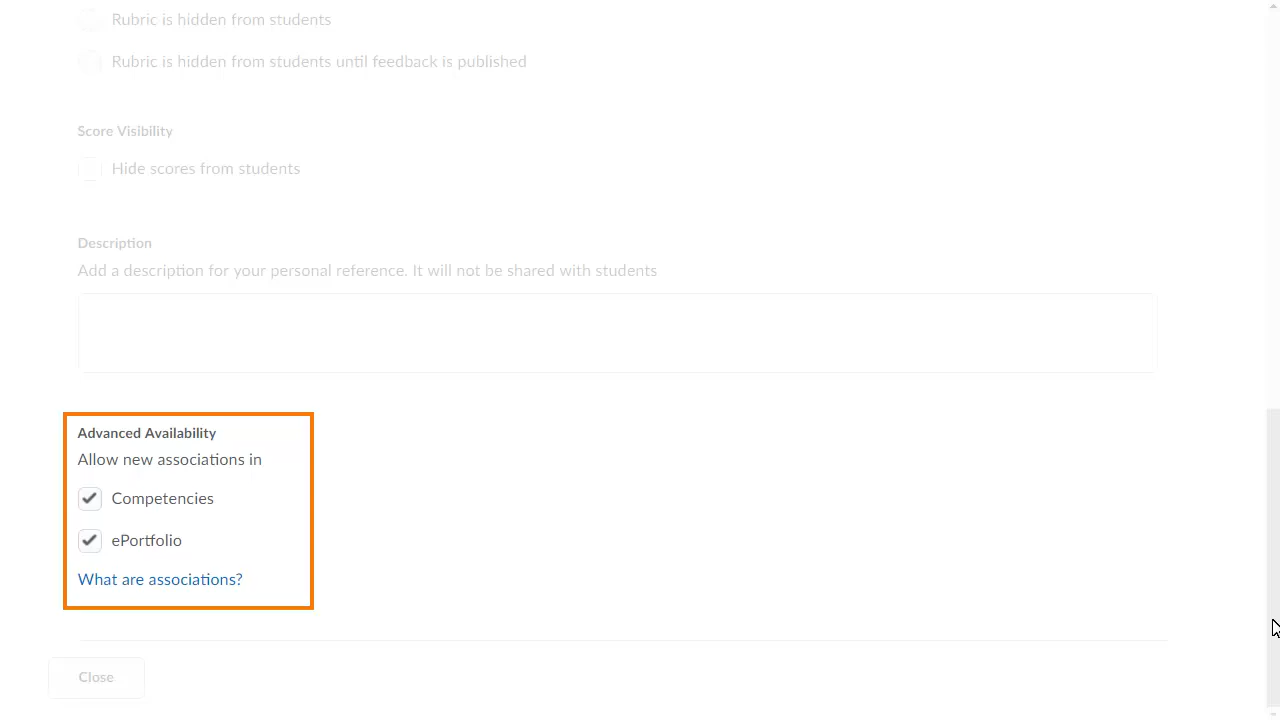 Rubric is hidden from students
Rubric is hidden from students until feedback is published
Score Visibility
Hide scores from students
Description
Add a description for your personal reference. It will not be shared with students
Advanced Availability
Allow new associations in
Competencies
ePortfolio
What are associations?
Close